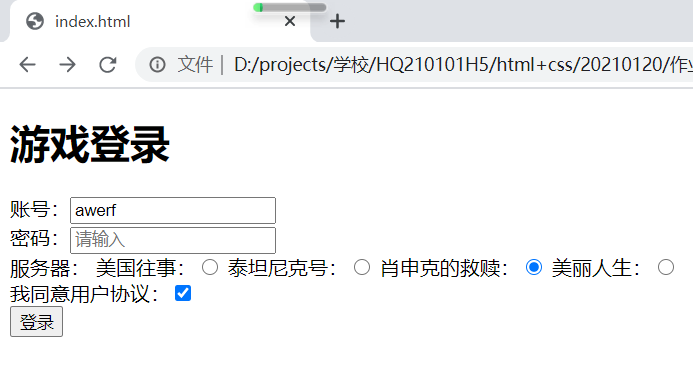 index.html
文件 | D:/projects/学校/HQ210101H5/html+css/20210120/作业
游戏登录
账号： awerf
密码： 请输入
服务器： 美国往事： 泰坦尼克号： 肖申克的救赎： 美丽人生：
我同意用户协议：
登录